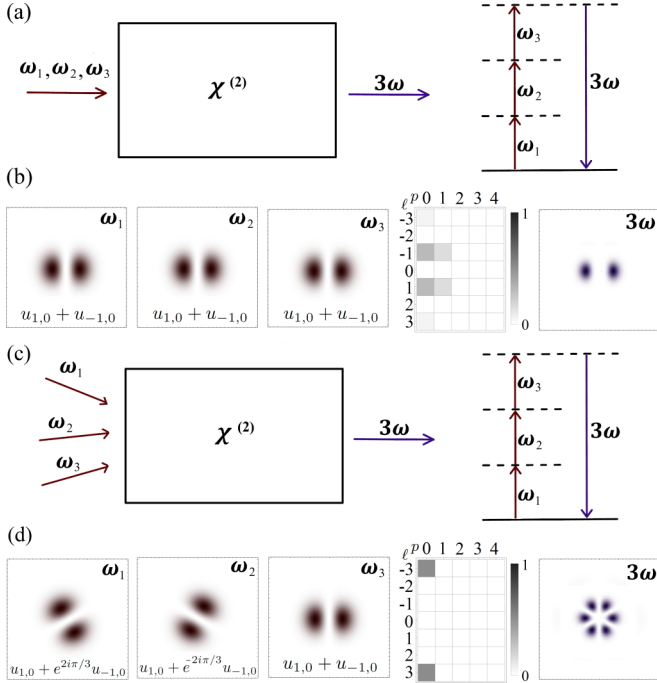 (a)
ω₁, ω₂, ω₃
χ⁽²⁾
3ω
ω₃
ω₂
ω₁
3ω
(b)
ω₁
u₁,₀ + u₋₁,₀
ω₂
u₁,₀ + u₋₁,₀
ω₃
u₁,₀ + u₋₁,₀
ℓ p 0 1 2 3 4
-3
-2
-1
0
1
2
3
1
0
3ω
(c)
ω₁
ω₂
ω₃
χ⁽²⁾
3ω
ω₃
ω₂
ω₁
3ω
(d)
ω₁
u₁,₀ + e^{2iπ/3} u₋₁,₀
ω₂
u₁,₀ + e^{-2iπ/3} u₋₁,₀
ω₃
u₁,₀ + u₋₁,₀
ℓ p 0 1 2 3 4
-3
-2
-1
0
1
2
3
1
0
3ω